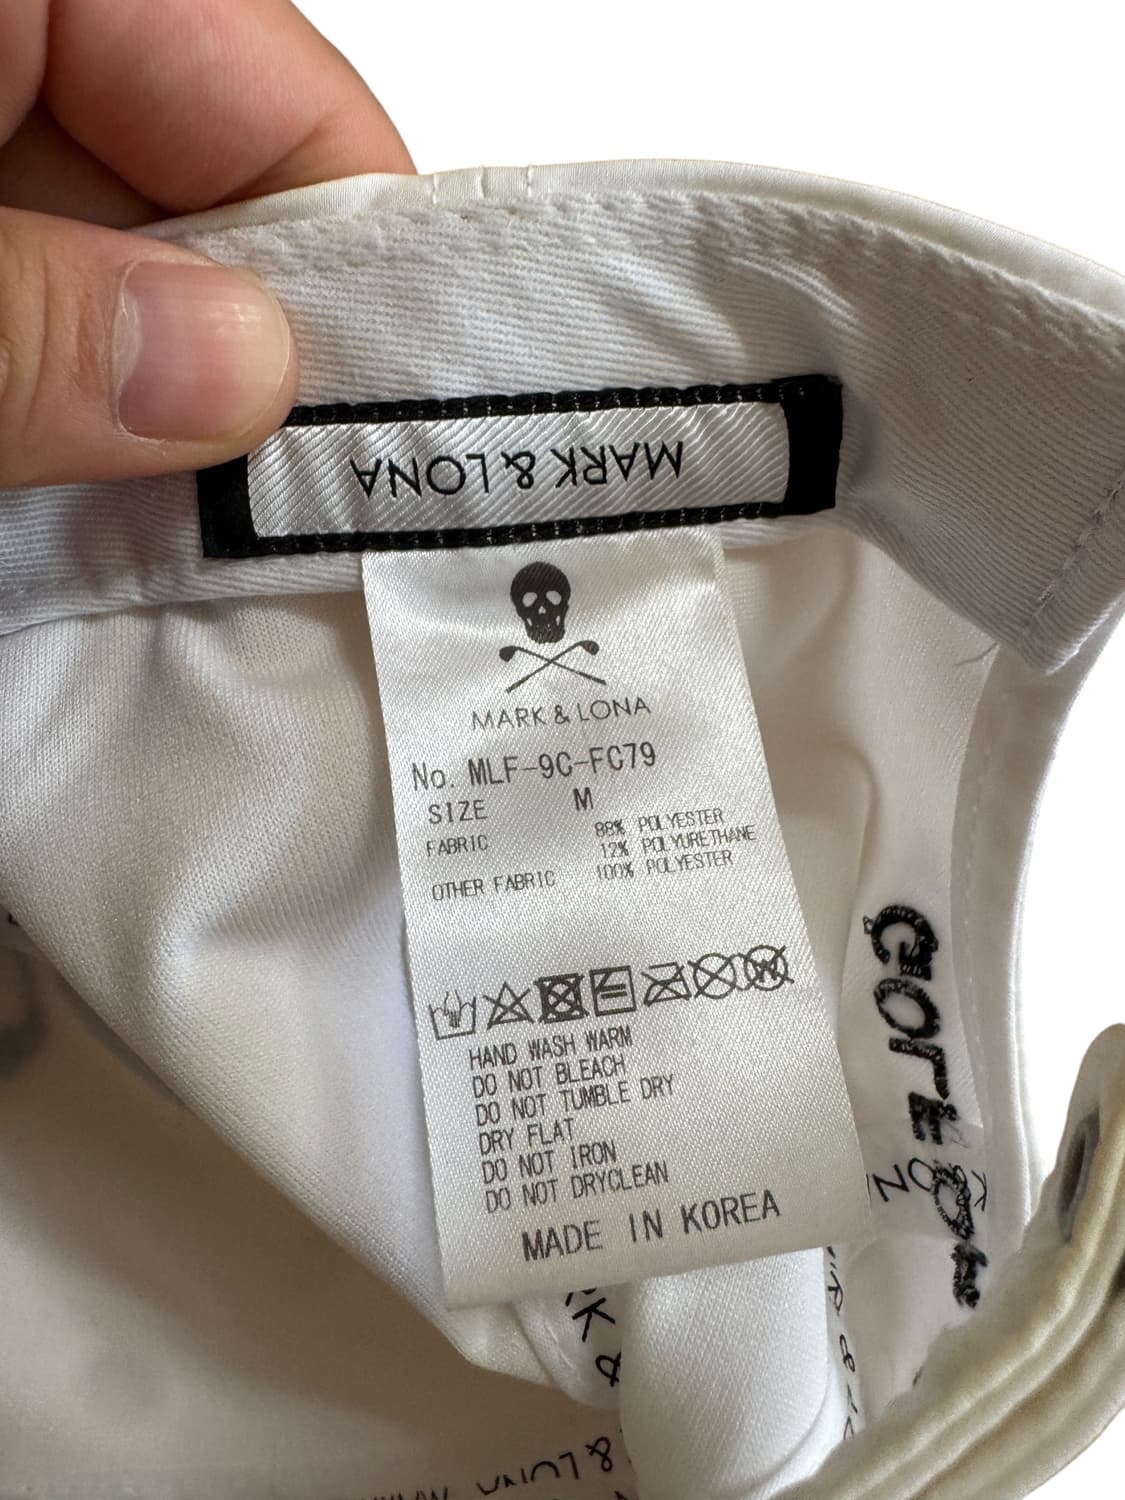 MARK & LONA
MARK & LONA
No. MLF-9C-FC79
SIZE M
FABRIC 88% POLYESTER
12% POLYURETHANE
OTHER FABRIC 100% POLYESTER
HAND WASH WARM
DO NOT BLEACH
DO NOT TUMBLE DRY
DRY FLAT
DO NOT IRON
DO NOT DRYCLEAN
MADE IN KOREA
GORE